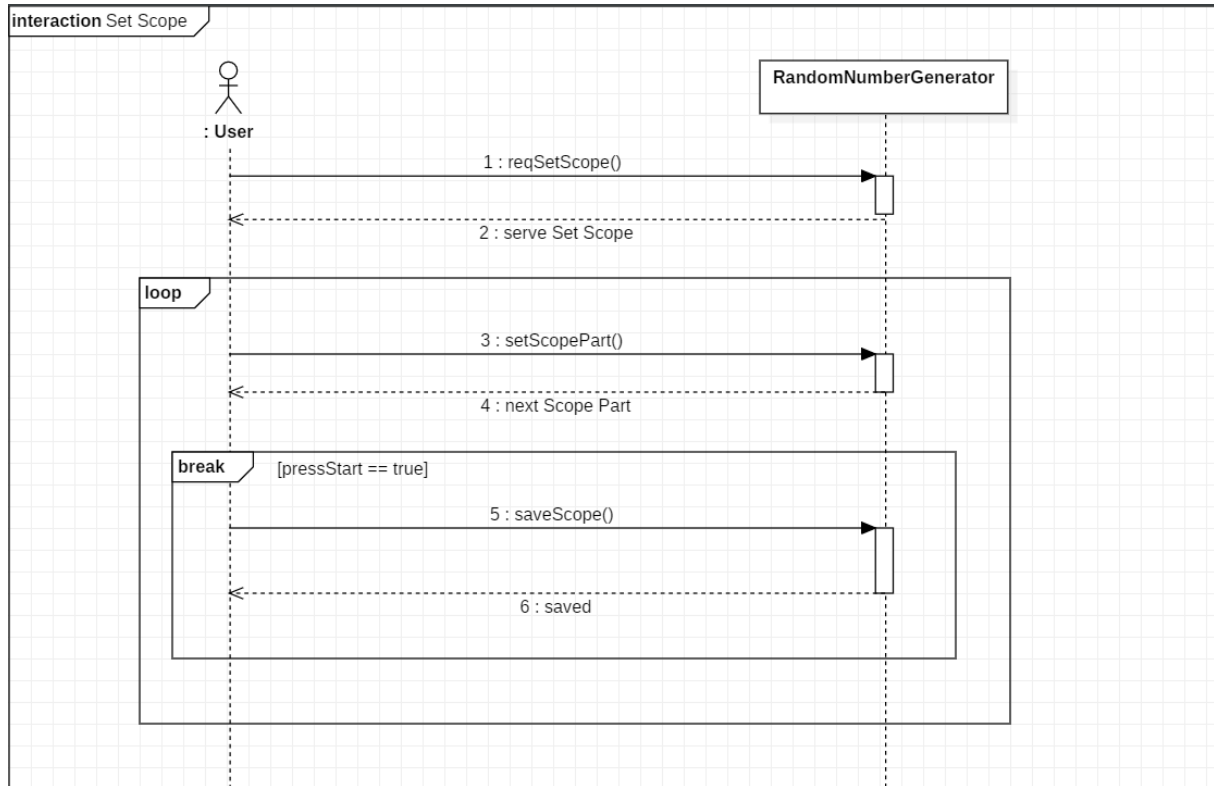 interaction Set Scope
RandomNumberGenerator
: User
1 : reqSetScope()
2 : serve Set Scope
loop
3 : setScopePart()
4 : next Scope Part
break [pressStart == true]
5 : saveScope()
6 : saved